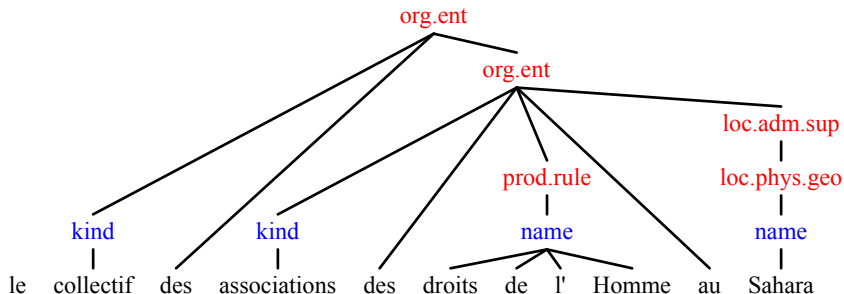 org.ent
org.ent
loc.adm.sup
prod.rule loc.phys.geo
kind kind name name
le collectif des associations des droits de l' Homme au Sahara